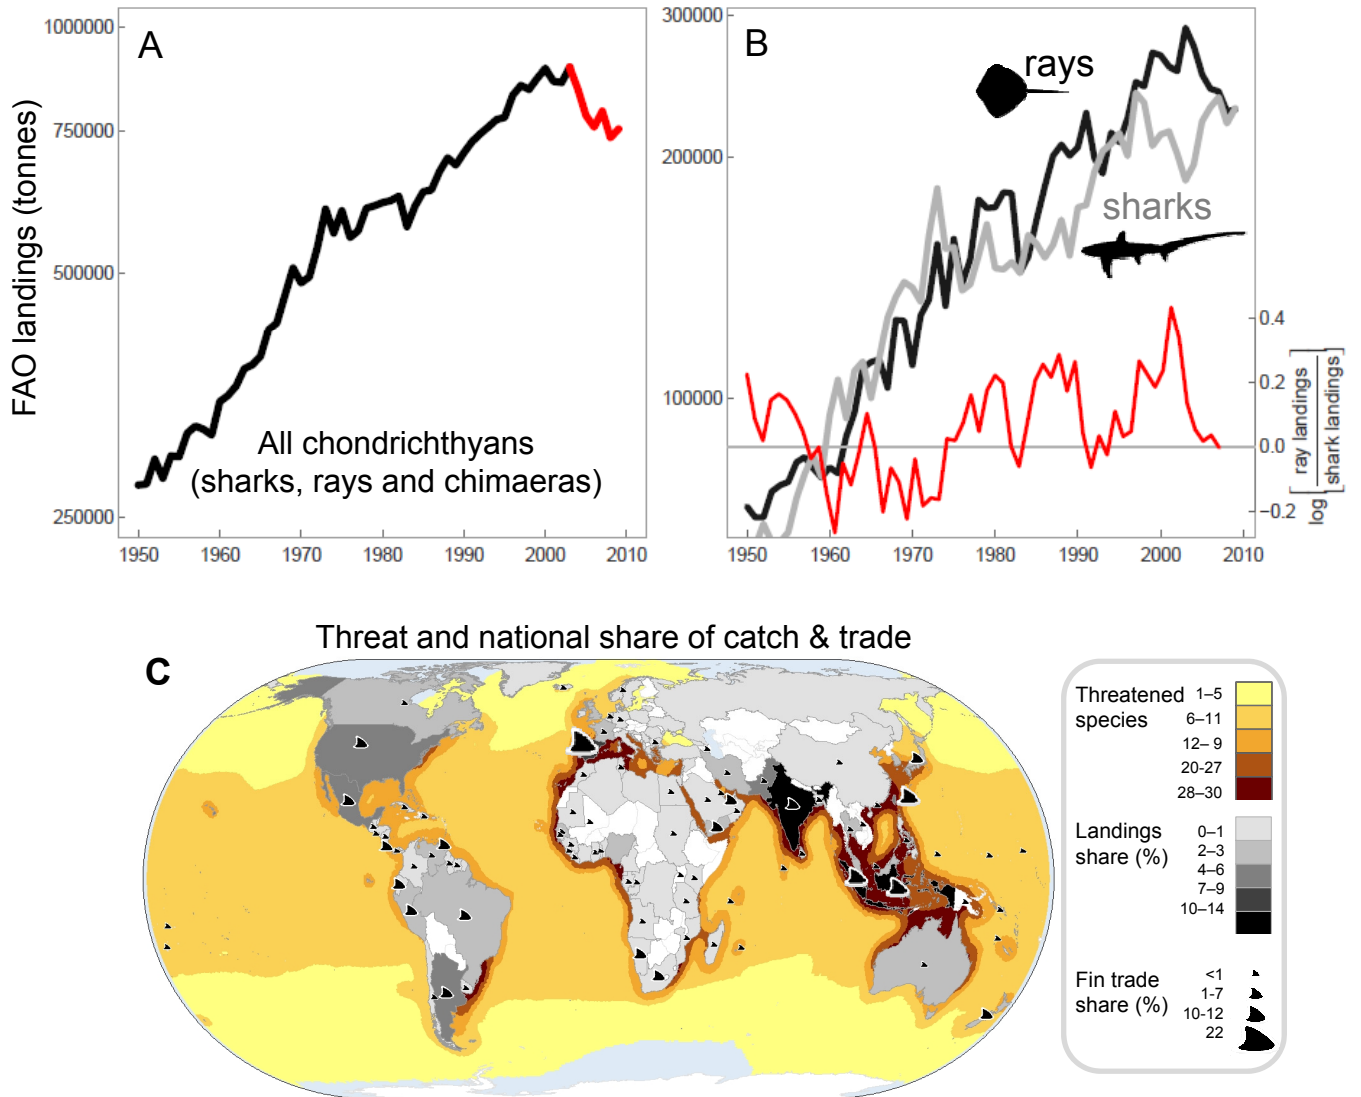 A
1000000
750000
500000
250000
FAO landings (tonnes)
All chondrichthyans
(sharks, rays and chimaeras)
1950 1960 1970 1980 1990 2000 2010
B
300000
200000
100000
rays
sharks
0.4
0.2
0.0
−0.2
log [ray landings / shark landings]
1950 1960 1970 1980 1990 2000 2010
Threat and national share of catch & trade
C
Threatened species
1–5
6–11
12– 9
20-27
28–30
Landings share (%)
0–1
2–3
4–6
7–9
10–14
Fin trade share (%)
<1
1-7
10-12
22